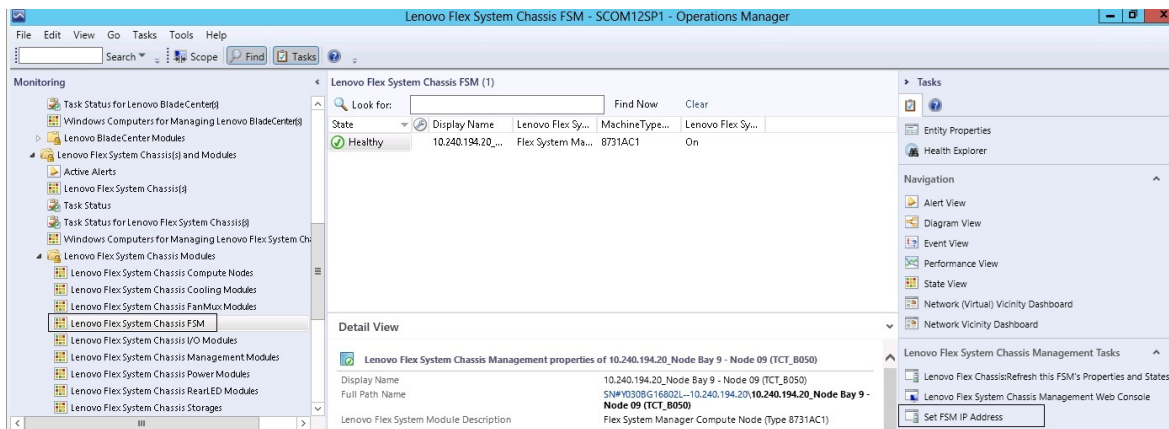 Lenovo Flex System Chassis FSM - SCOM12SP1 - Operations Manager
File Edit View Go Tasks Tools Help
Search Scope Find Tasks
Monitoring
Task Status for Lenovo BladeCenter(s)
Windows Computers for Managing Lenovo BladeCenter(s)
Lenovo BladeCenter Modules
Lenovo Flex System Chassis(s) and Modules
Active Alerts
Lenovo Flex System Chassis(s)
Task Status
Task Status for Lenovo Flex System Chassis(s)
Windows Computers for Managing Lenovo Flex System Ch
Lenovo Flex System Chassis Modules
Lenovo Flex System Chassis Compute Nodes
Lenovo Flex System Chassis Cooling Modules
Lenovo Flex System Chassis FanMux Modules
Lenovo Flex System Chassis FSM
Lenovo Flex System Chassis I/O Modules
Lenovo Flex System Chassis Management Modules
Lenovo Flex System Chassis Power Modules
Lenovo Flex System Chassis RearLED Modules
Lenovo Flex System Chassis Storages
Lenovo Flex System Chassis FSM (1)
Look for: Find Now Clear
State Display Name Lenovo Flex Sy... MachineType... Lenovo Flex Sy...
Healthy 10.240.194.20_... Flex System Ma... 8731AC1 On
Detail View
Lenovo Flex System Chassis Management properties of 10.240.194.20_Node Bay 9 - Node 09 (TCT_B050)
Display Name 10.240.194.20_Node Bay 9 - Node 09 (TCT_B050)
Full Path Name SN#Y030BG16802L--10.240.194.20\10.240.194.20_Node Bay 9 -
Node 09 (TCT_B050)
Lenovo Flex System Module Description Flex System Manager Compute Node (Type 8731AC1)
Tasks
Entity Properties
Health Explorer
Navigation
Alert View
Diagram View
Event View
Performance View
State View
Network (Virtual) Vicinity Dashboard
Network Vicinity Dashboard
Lenovo Flex System Chassis Management Tasks
Lenovo Flex Chassis:Refresh this FSM's Properties and States
Lenovo Flex System Chassis Management Web Console
Set FSM IP Address